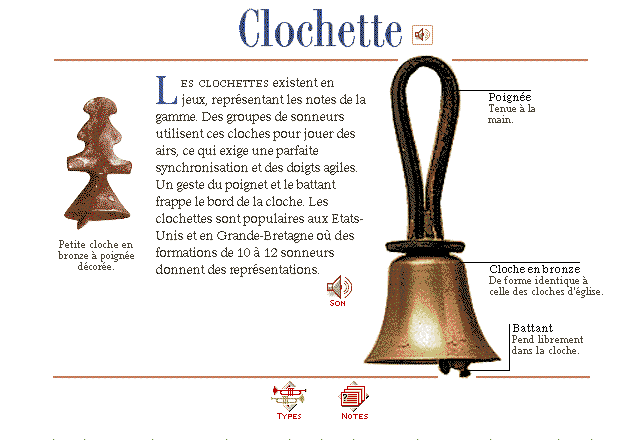 Clochette
LES CLOCHETTES existent en
jeux, représentant les notes de la
gamme. Des groupes de sonneurs
utilisent ces cloches pour jouer des
airs, ce qui exige une parfaite
synchronisation et des doigts agiles.
Un geste du poignet et le battant
frappe le bord de la cloche. Les
clochettes sont populaires aux Etats-
Unis et en Grande-Bretagne où des
formations de 10 à 12 sonneurs
donnent des représentations.
SON
Petite cloche en
bronze à poignée
décorée.
Poignée
Tenue à la
main.
Cloche en bronze
De forme identique à
celle des cloches d'église.
Battant
Pend librement
dans la cloche.
TYPES
NOTES